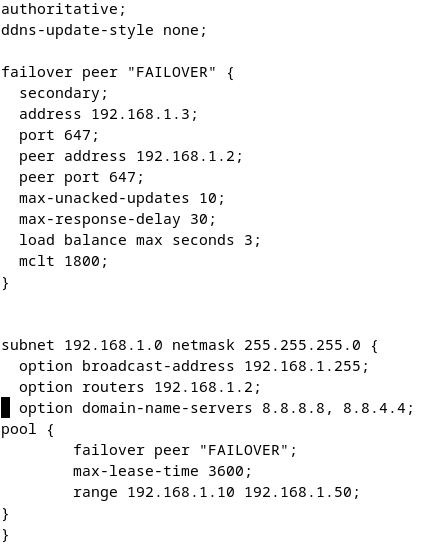 authoritative;
ddns-update-style none;

failover peer "FAILOVER" {
  secondary;
  address 192.168.1.3;
  port 647;
  peer address 192.168.1.2;
  peer port 647;
  max-unacked-updates 10;
  max-response-delay 30;
  load balance max seconds 3;
  mclt 1800;
}


subnet 192.168.1.0 netmask 255.255.255.0 {
  option broadcast-address 192.168.1.255;
  option routers 192.168.1.2;
  option domain-name-servers 8.8.8.8, 8.8.4.4;
pool {
        failover peer "FAILOVER";
        max-lease-time 3600;
        range 192.168.1.10 192.168.1.50;
}
}